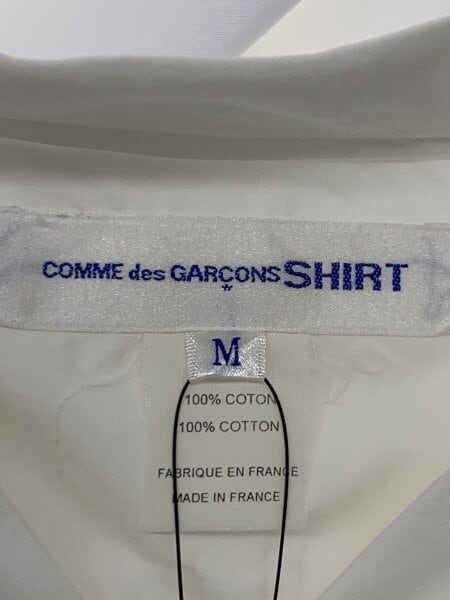 COMME des GARÇONS SHIRT
M
100% COTON
100% COTTON
FABRIQUE EN FRANCE
MADE IN FRANCE